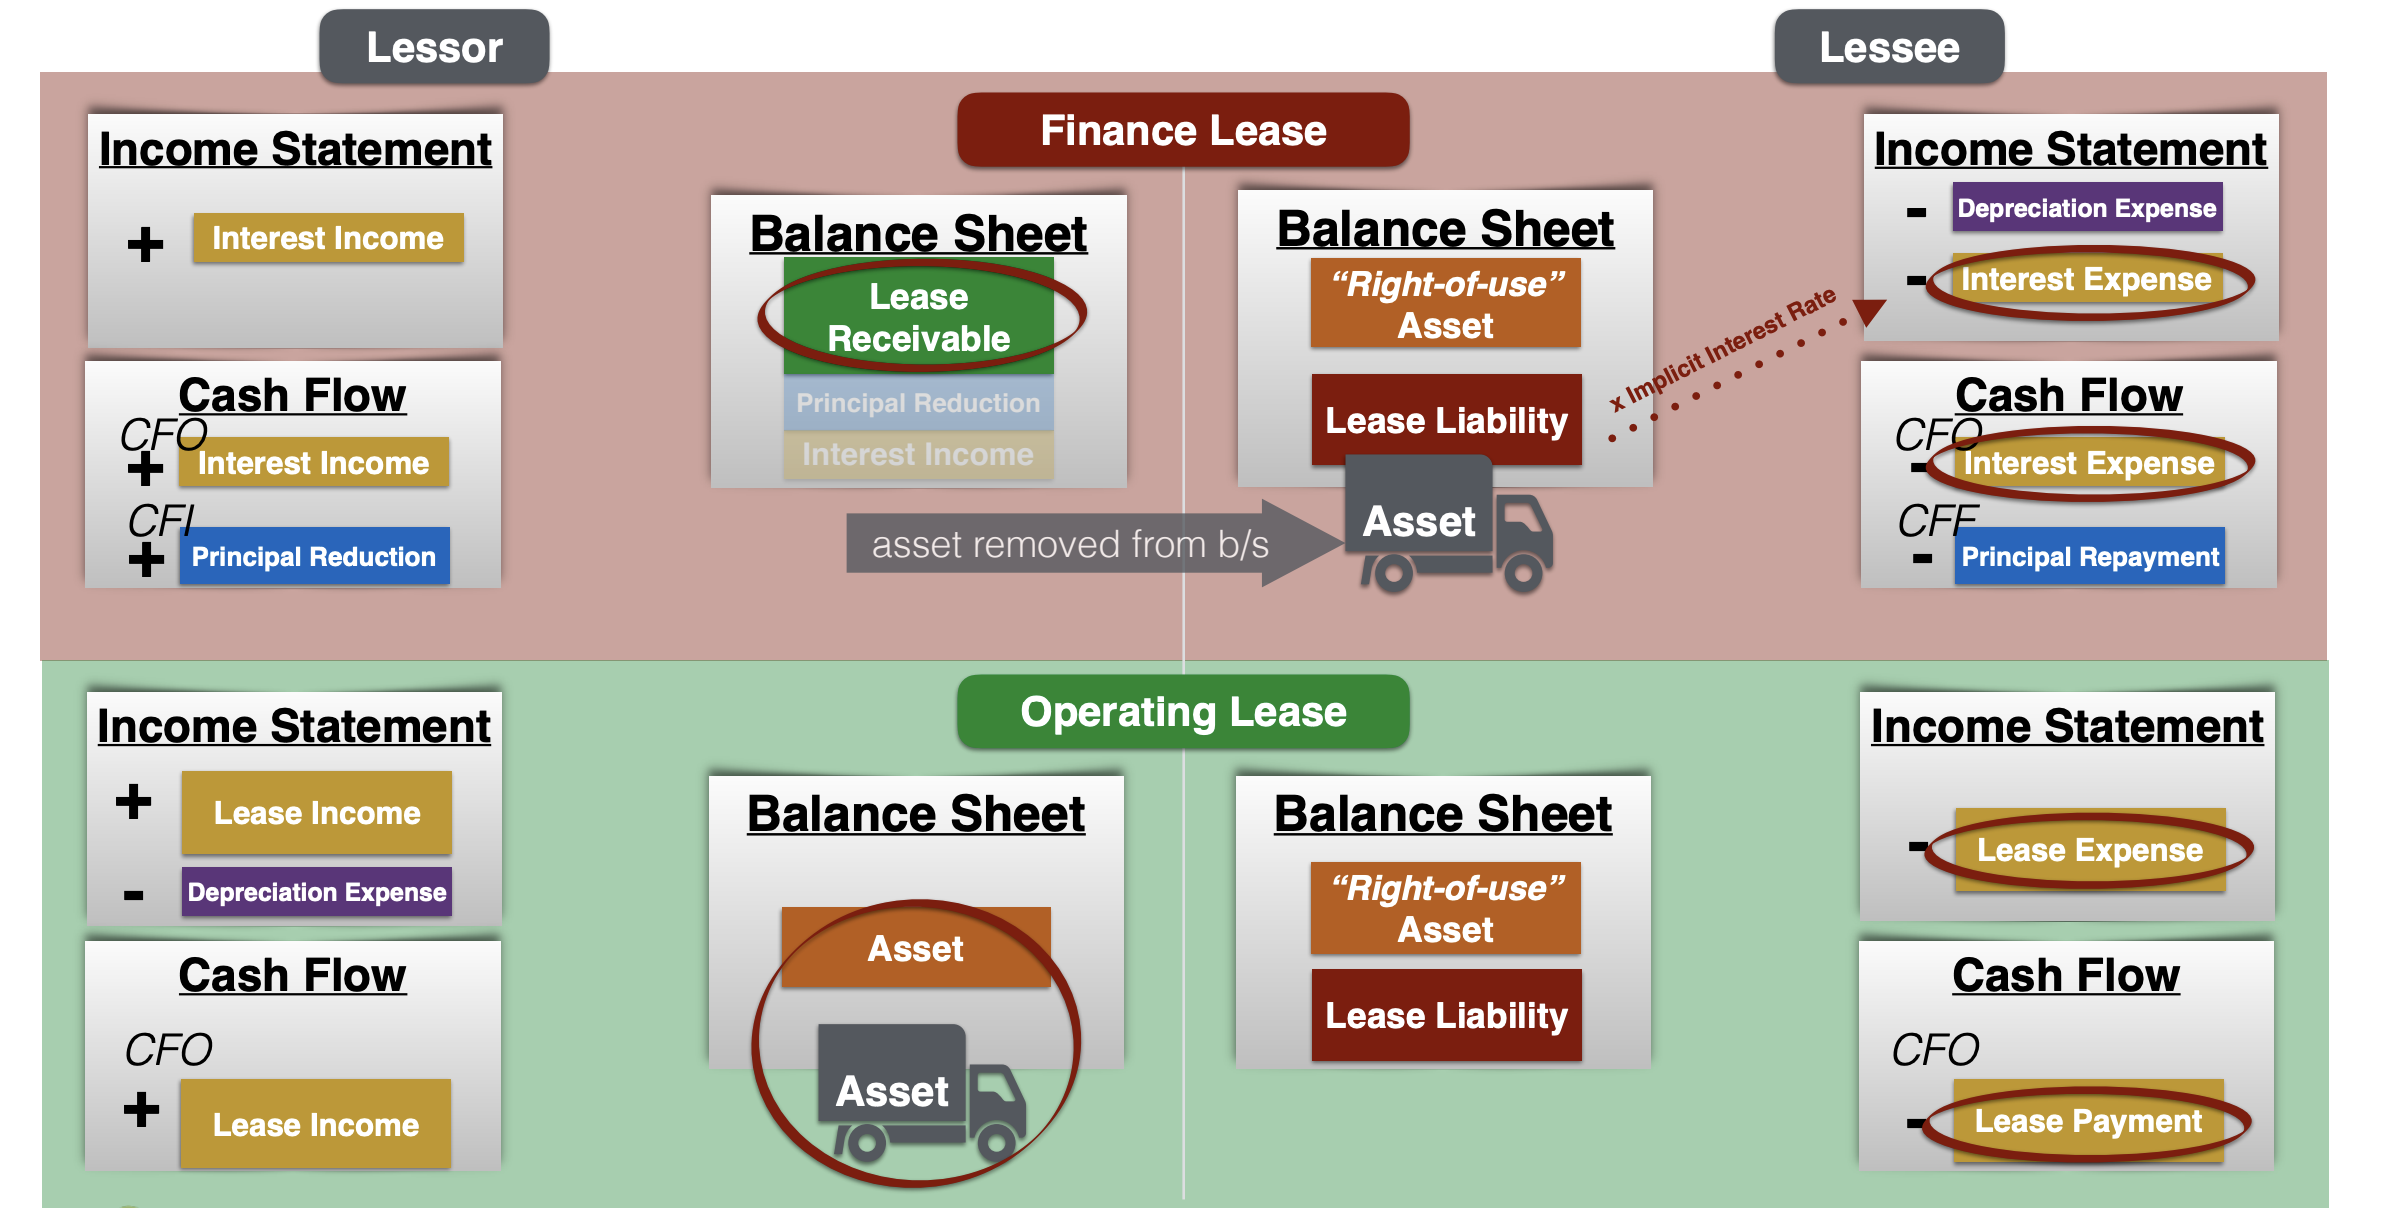 Lessor
Lessee
Finance Lease
Income Statement
+ Interest Income
Cash Flow
CFO
+ Interest Income
CFI
+ Principal Reduction
Balance Sheet
Lease
Receivable
Principal Reduction
Interest Income
asset removed from b/s
Balance Sheet
“Right-of-use”
Asset
Lease Liability
Asset
x Implicit Interest Rate
Income Statement
- Depreciation Expense
- Interest Expense
Cash Flow
CFO
- Interest Expense
CFF
- Principal Repayment
Operating Lease
Income Statement
+ Lease Income
- Depreciation Expense
Cash Flow
CFO
+ Lease Income
Balance Sheet
Asset
Asset
Balance Sheet
“Right-of-use”
Asset
Lease Liability
Income Statement
- Lease Expense
Cash Flow
CFO
- Lease Payment